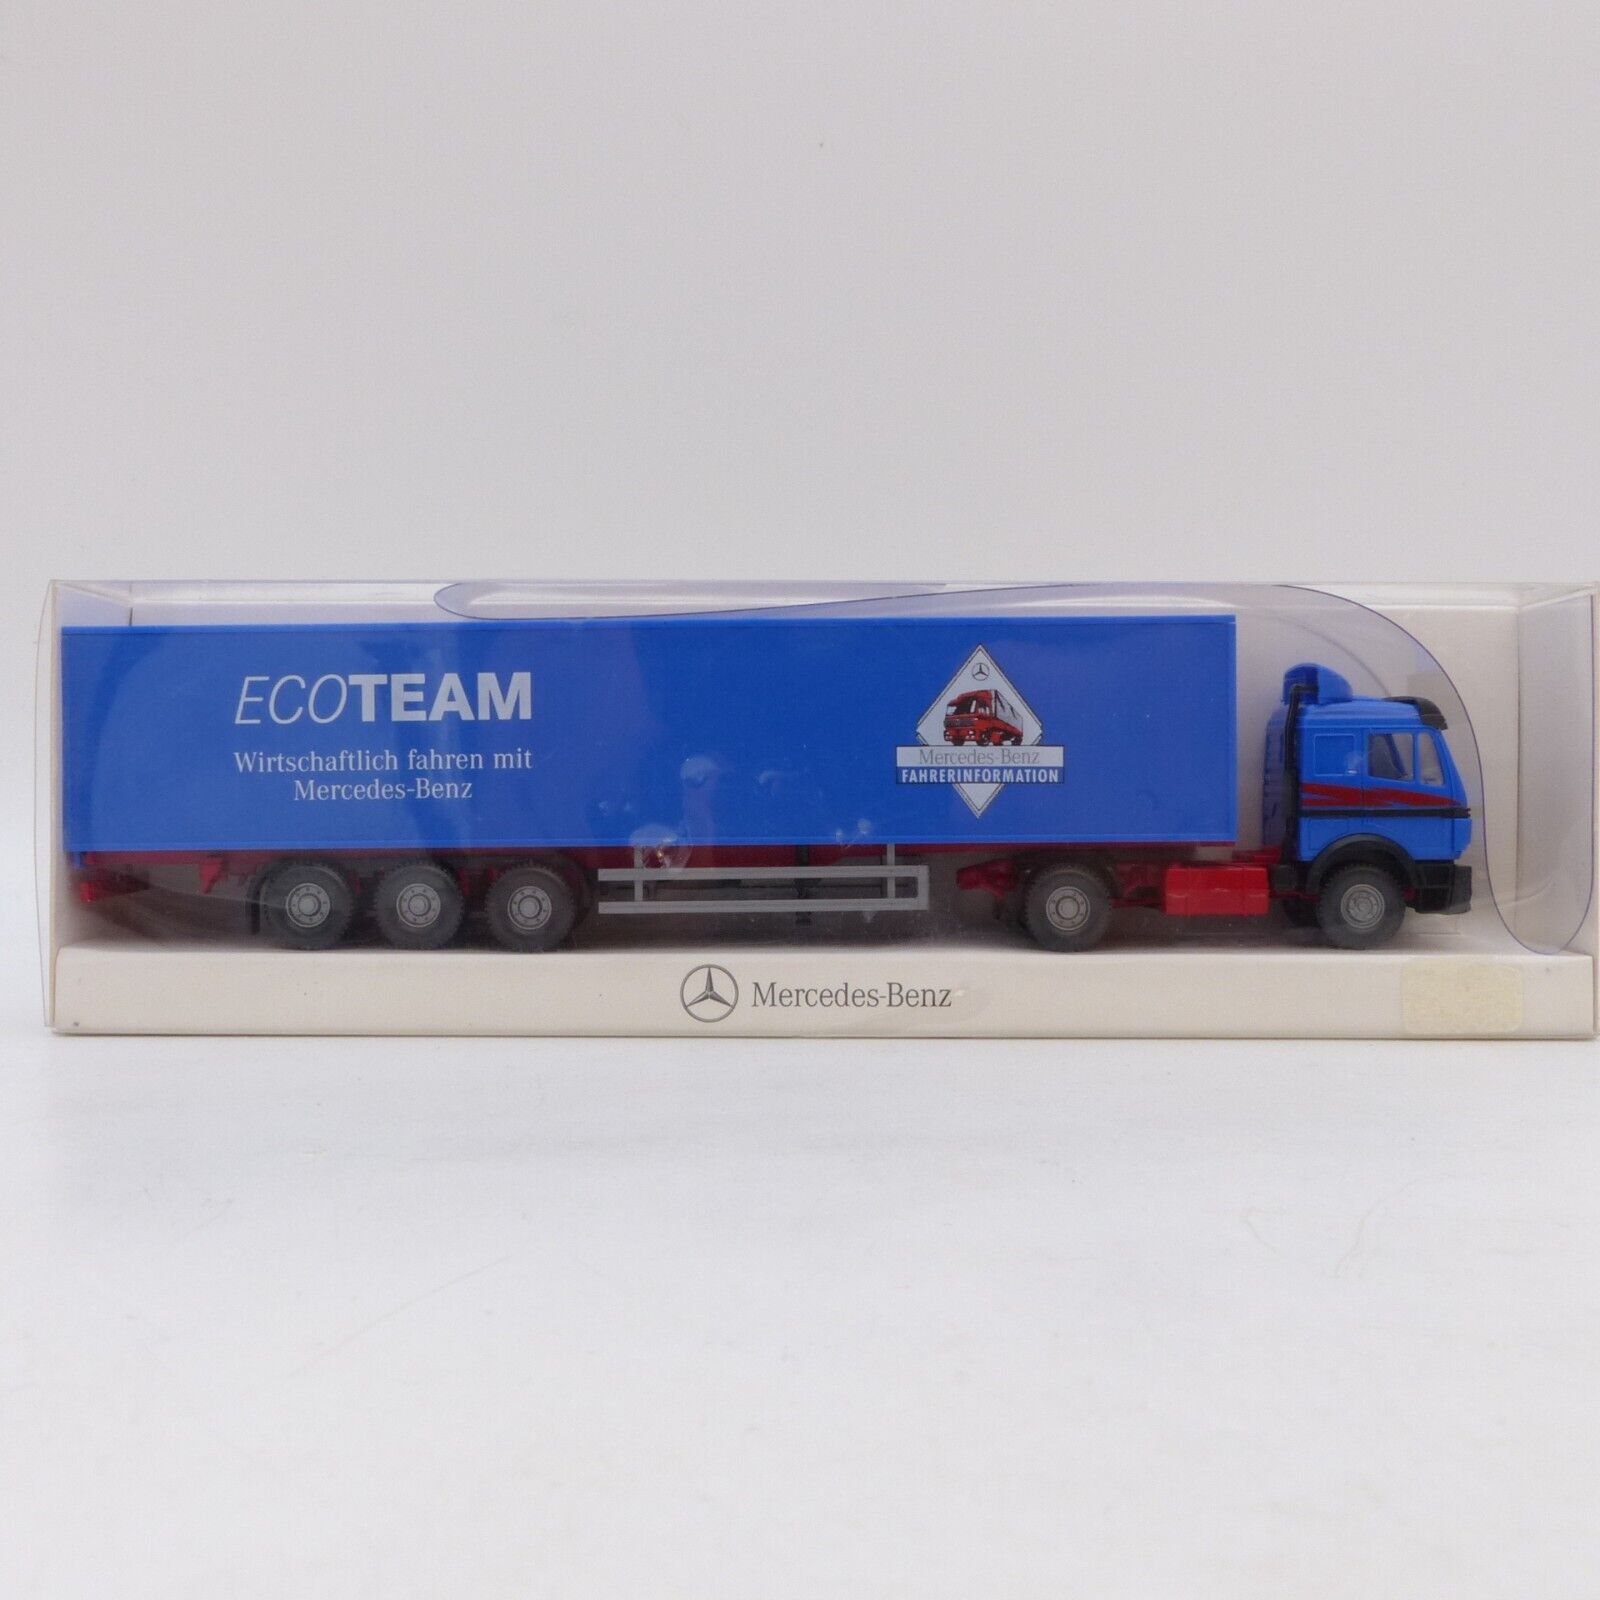 ECOTEAM
Wirtschaftlich fahren mit
Mercedes-Benz
Mercedes-Benz
FAHRERINFORMATION
Mercedes-Benz